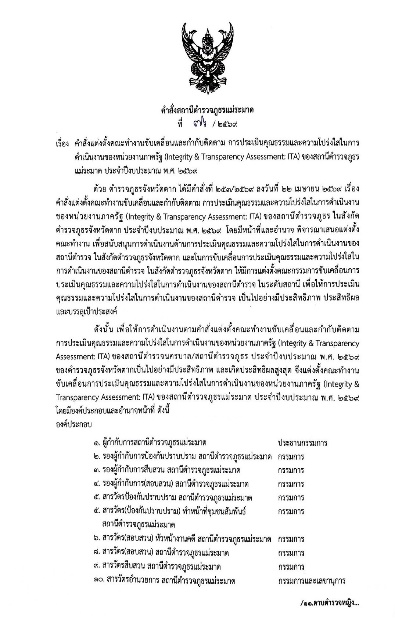 คำสั่งสถานีตำรวจภูธรแม่ระมาด
ที่ / ๒๕๖๙
เรื่อง คำสั่งแต่งตั้งคณะทำงานขับเคลื่อนและกำกับติดตาม การประเมินคุณธรรมและความโปร่งใสในการ
ดำเนินงานของหน่วยงานภาครัฐ (Integrity & Transparency Assessment: ITA) ของสถานีตำรวจภูธร
แม่ระมาด ประจำปีงบประมาณ พ.ศ. ๒๕๖๙
ด้วย ตำรวจภูธรจังหวัดตาก ได้มีคำสั่งที่ ลงวันที่ ๒๒ เมษายน ๒๕๖๙ เรื่อง
คำสั่งแต่งตั้งคณะทำงานขับเคลื่อนและกำกับติดตาม การประเมินคุณธรรมและความโปร่งใสในการดำเนินงาน
ของหน่วยงานภาครัฐ (Integrity & Transparency Assessment: ITA) ของสถานีตำรวจภูธร ในสังกัด
ตำรวจภูธรจังหวัดตาก ประจำปีงบประมาณ พ.ศ. ๒๕๖๙ โดยมีหน้าที่และอำนาจ พิจารณาเสนอแต่งตั้ง
คณะทำงาน เพื่อสนับสนุนการดำเนินงานด้านการประเมินคุณธรรมและความโปร่งใสในการดำเนินงานของ
สถานีตำรวจ ในสังกัดตำรวจภูธรจังหวัดตาก และในการขับเคลื่อนการประเมินคุณธรรมและความโปร่งใสใน
การดำเนินงานของสถานีตำรวจ ในสังกัดตำรวจภูธรจังหวัดตากฯ ให้มีการแต่งตั้งคณะกรรมการขับเคลื่อนการ
ประเมินคุณธรรมและความโปร่งใสในการดำเนินงานของสถานีตำรวจ ในระดับสถานี เพื่อให้การประเมิน
คุณธรรมและความโปร่งใสในการดำเนินงานของสถานีตำรวจ เป็นไปอย่างมีประสิทธิภาพ ประสิทธิผล
และบรรลุเป้าประสงค์
ดังนั้น เพื่อให้การดำเนินงานตามคำสั่งแต่งตั้งคณะทำงานขับเคลื่อนและกำกับติดตาม
การประเมินคุณธรรมและความโปร่งใสในการดำเนินงานของหน่วยงานภาครัฐ (Integrity & Transparency
Assessment: ITA) ของสถานีตำรวจนครบาล/สถานีตำรวจภูธร ประจำปีงบประมาณ พ.ศ. ๒๕๖๙
ของตำรวจภูธรจังหวัดตากเป็นไปอย่างมีประสิทธิภาพ และเกิดประสิทธิผลสูงสุด จึงแต่งตั้งคณะทำงาน
ขับเคลื่อนการประเมินคุณธรรมและความโปร่งใสในการดำเนินงานของหน่วยงานภาครัฐ (Integrity &
Transparency Assessment: ITA) ของสถานีตำรวจภูธรแม่ระมาด ประจำปีงบประมาณ พ.ศ. ๒๕๖๙
โดยมีองค์ประกอบและอำนาจหน้าที่ ดังนี้
องค์ประกอบ
๑. ผู้กำกับการสถานีตำรวจภูธรแม่ระมาด ประธานกรรมการ
๒. รองผู้กำกับการป้องกันปราบปราม สถานีตำรวจภูธรแม่ระมาด กรรมการ
๓. รองผู้กำกับการสืบสวน สถานีตำรวจภูธรแม่ระมาด กรรมการ
๔. รองผู้กำกับการ(สอบสวน) สถานีตำรวจภูธรแม่ระมาด กรรมการ
๕. สารวัตรป้องกันปราบปราม สถานีตำรวจภูธรแม่ระมาด กรรมการ
๕. สารวัตร(ป้องกันปราบปราม) ทำหน้าที่ชุมชนสัมพันธ์ กรรมการ
สถานีตำรวจภูธรแม่ระมาด
๖. สารวัตร(สอบสวน) หัวหน้างานคดี สถานีตำรวจภูธรแม่ระมาด กรรมการ
๘. สารวัตร(สอบสวน) สถานีตำรวจภูธรแม่ระมาด กรรมการ
๙. สารวัตรสืบสวน สถานีตำรวจภูธรแม่ระมาด กรรมการ
๑๐. สารวัตรอำนวยการ สถานีตำรวจภูธรแม่ระมาด กรรมการและเลขานุการ
/๑๑.ดาบตำรวจหญิง...